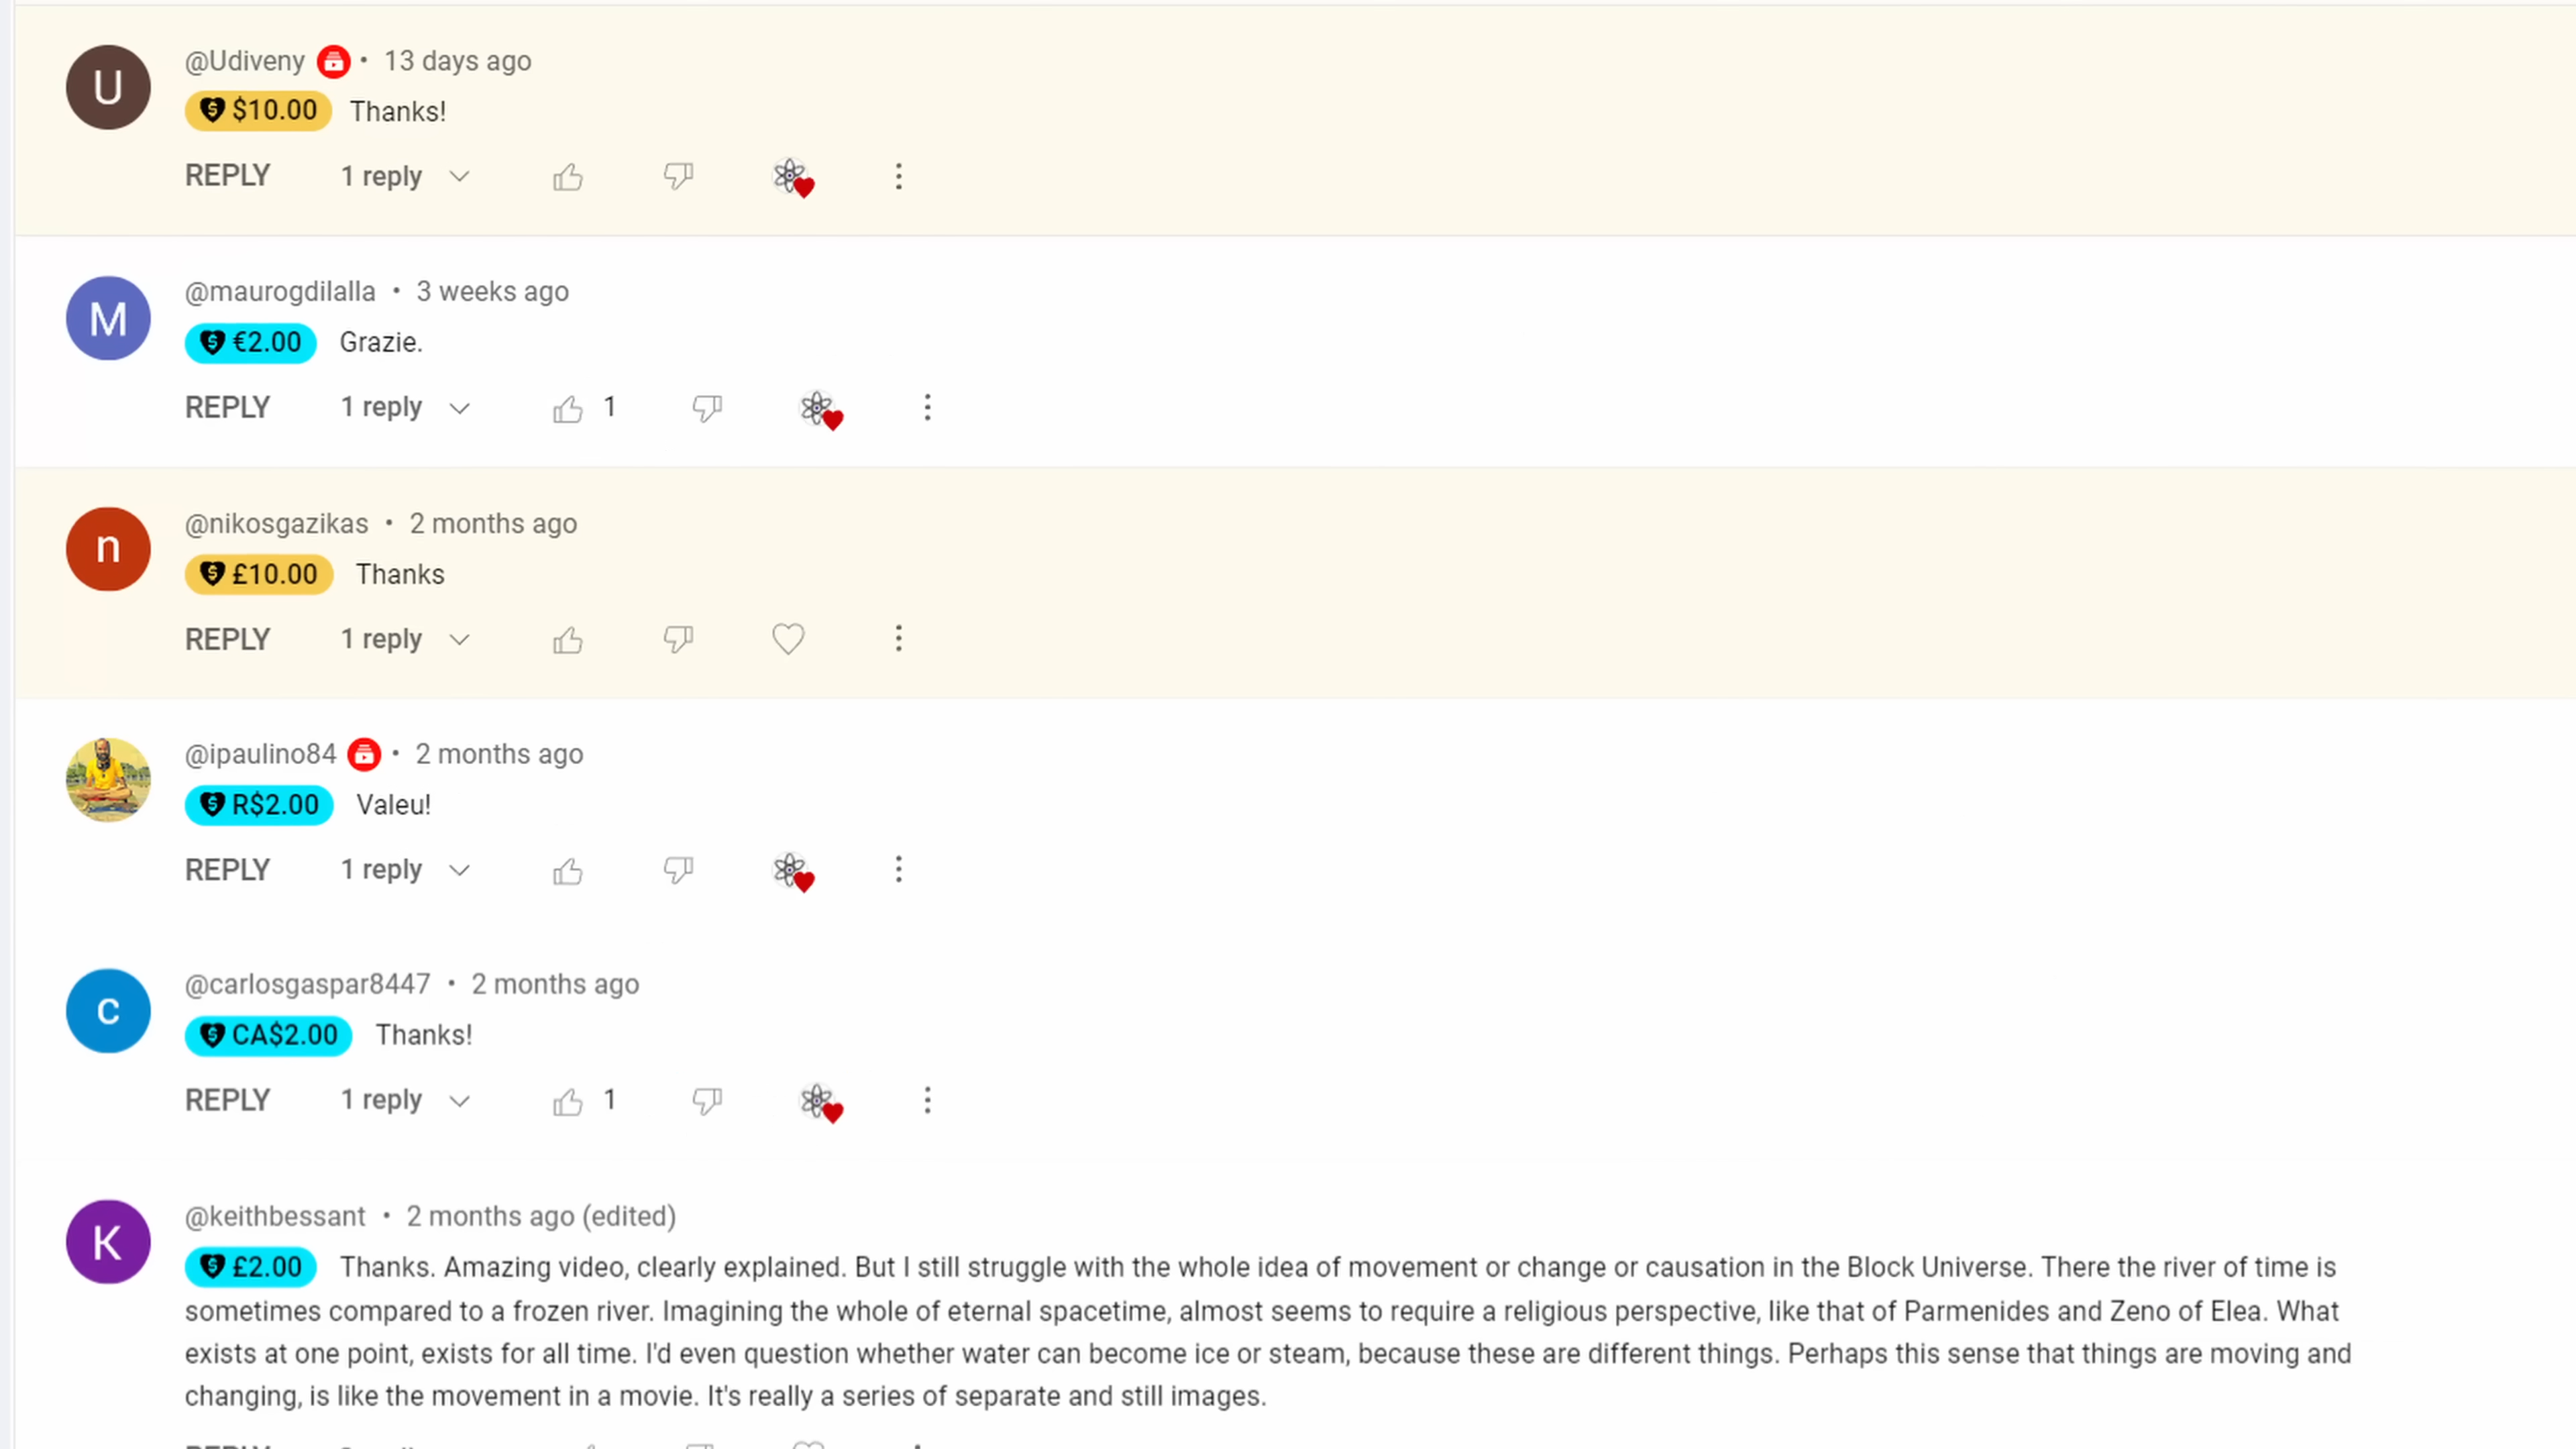 U
@Udiveny • 13 days ago
$10.00 Thanks!
REPLY 1 reply
M
@maurogdilalla • 3 weeks ago
€2.00 Grazie.
REPLY 1 reply 1
n
@nikosgazikas • 2 months ago
£10.00 Thanks
REPLY 1 reply
@ipaulino84 • 2 months ago
R$2.00 Valeu!
REPLY 1 reply
c
@carlosgaspar8447 • 2 months ago
CA$2.00 Thanks!
REPLY 1 reply 1
K
@keithbessant • 2 months ago (edited)
£2.00 Thanks. Amazing video, clearly explained. But I still struggle with the whole idea of movement or change or causation in the Block Universe. There the river of time is
sometimes compared to a frozen river. Imagining the whole of eternal spacetime, almost seems to require a religious perspective, like that of Parmenides and Zeno of Elea. What
exists at one point, exists for all time. I'd even question whether water can become ice or steam, because these are different things. Perhaps this sense that things are moving and
changing, is like the movement in a movie. It's really a series of separate and still images.